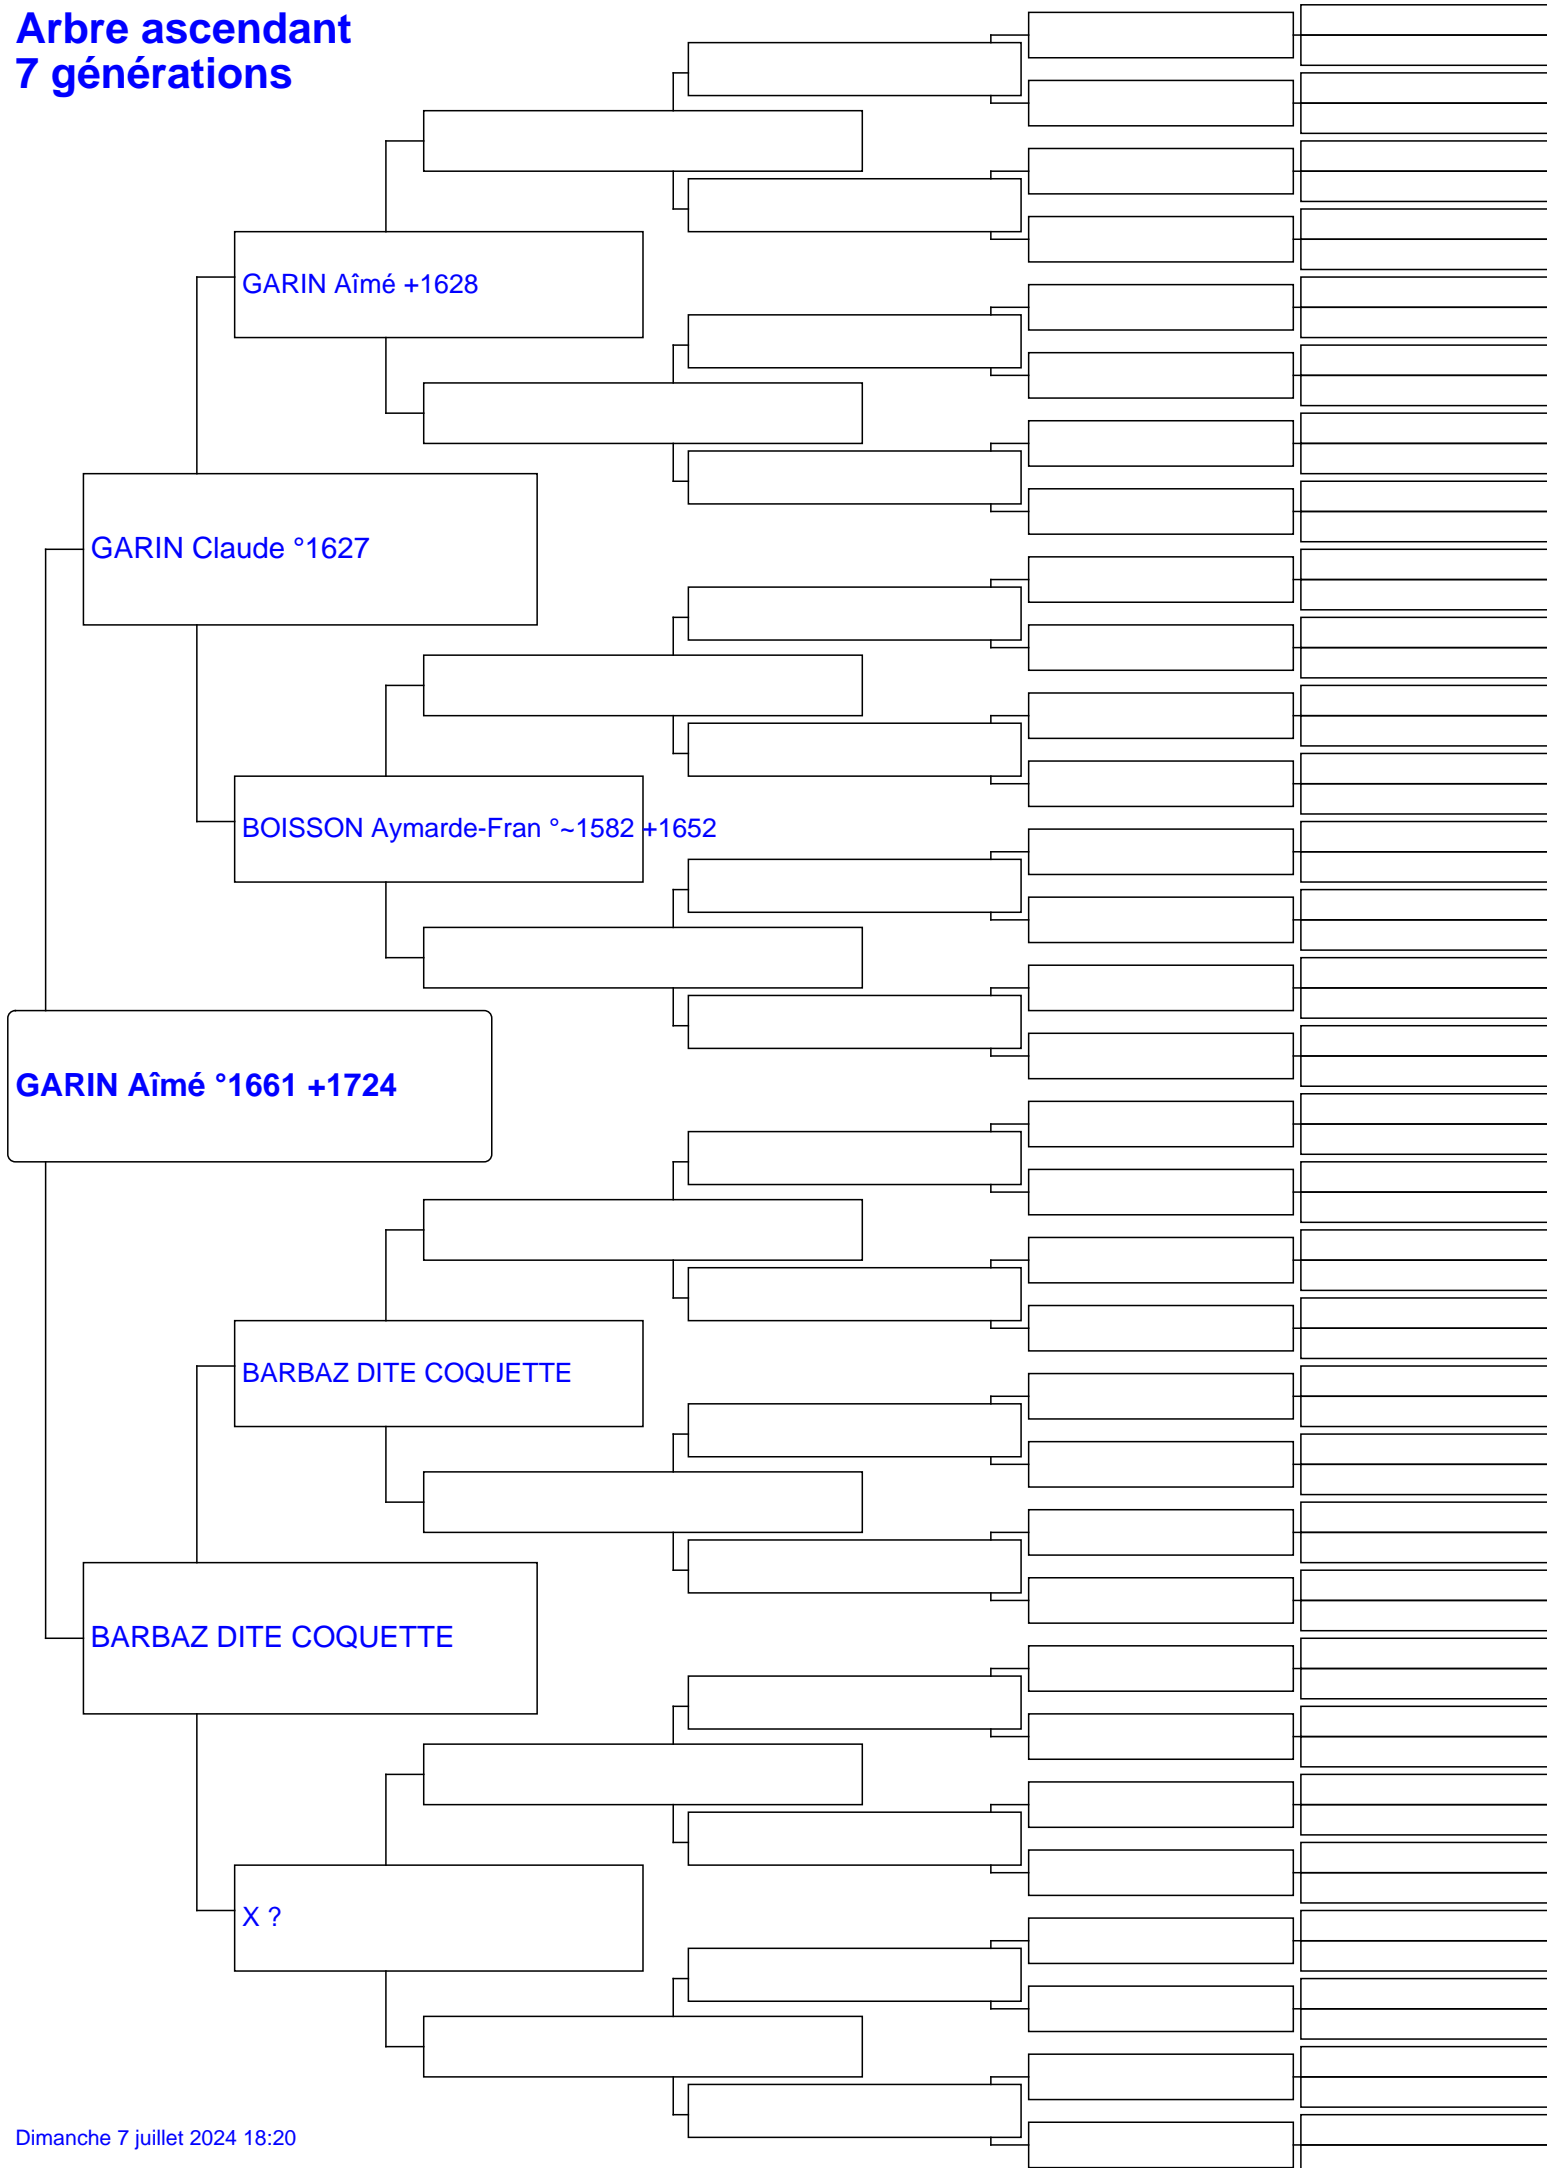 Arbre ascendant
7 générations
GARIN Aîmé +1628
GARIN Claude °1627
BOISSON Aymarde-Fran °~1582 +1652
GARIN Aîmé °1661 +1724
BARBAZ DITE COQUETTE
BARBAZ DITE COQUETTE
X ?
Dimanche 7 juillet 2024 18:20